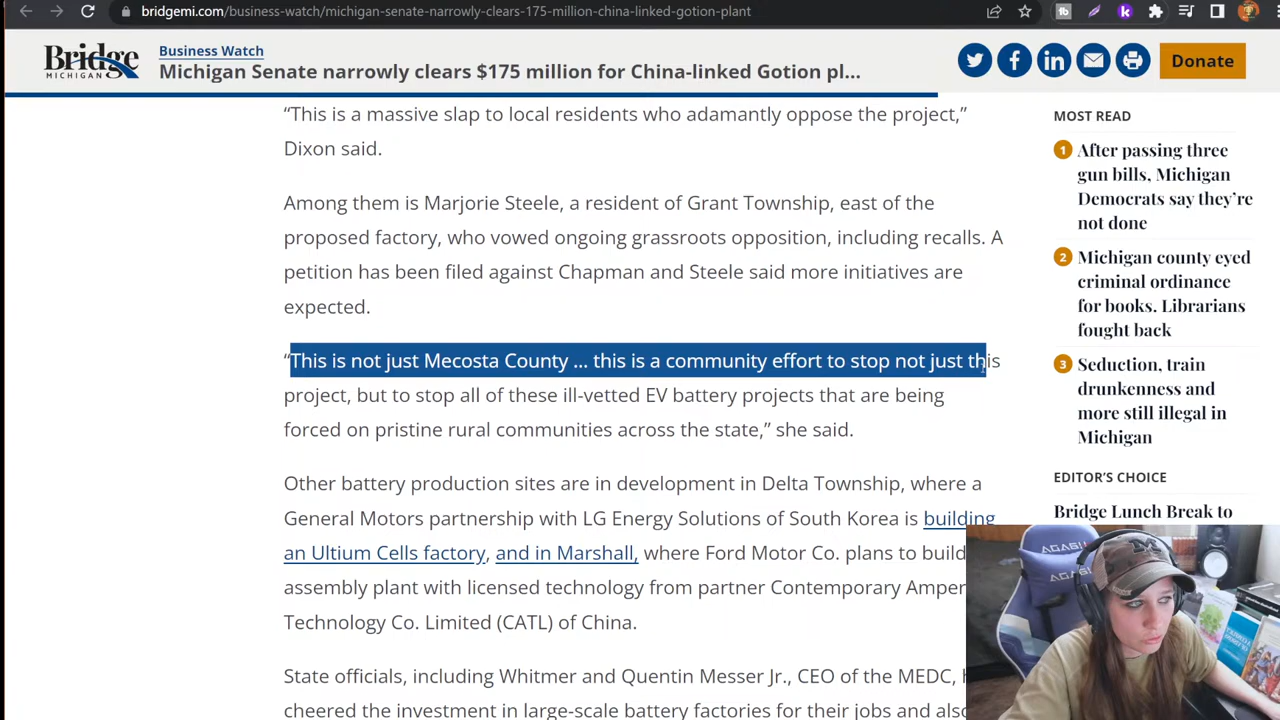 bridgemi.com/business-watch/michigan-senate-narrowly-clears-175-million-china-linked-gotion-plant
Bridge
MICHIGAN
Business Watch
Michigan Senate narrowly clears $175 million for China-linked Gotion pl...
Donate
“This is a massive slap to local residents who adamantly oppose the project,”
Dixon said.
Among them is Marjorie Steele, a resident of Grant Township, east of the
proposed factory, who vowed ongoing grassroots opposition, including recalls. A
petition has been filed against Chapman and Steele said more initiatives are
expected.
“This is not just Mecosta County ... this is a community effort to stop not just this
project, but to stop all of these ill-vetted EV battery projects that are being
forced on pristine rural communities across the state,” she said.
Other battery production sites are in development in Delta Township, where a
General Motors partnership with LG Energy Solutions of South Korea is building
an Ultium Cells factory, and in Marshall, where Ford Motor Co. plans to build
assembly plant with licensed technology from partner Contemporary Amper
Technology Co. Limited (CATL) of China.
State officials, including Whitmer and Quentin Messer Jr., CEO of the MEDC,
cheered the investment in large-scale battery factories for their jobs and also
MOST READ
1 After passing three
gun bills, Michigan
Democrats say they’re
not done
2 Michigan county eyed
criminal ordinance
for books. Librarians
fought back
3 Seduction, train
drunkenness and
more still illegal in
Michigan
EDITOR’S CHOICE
Bridge Lunch Break to